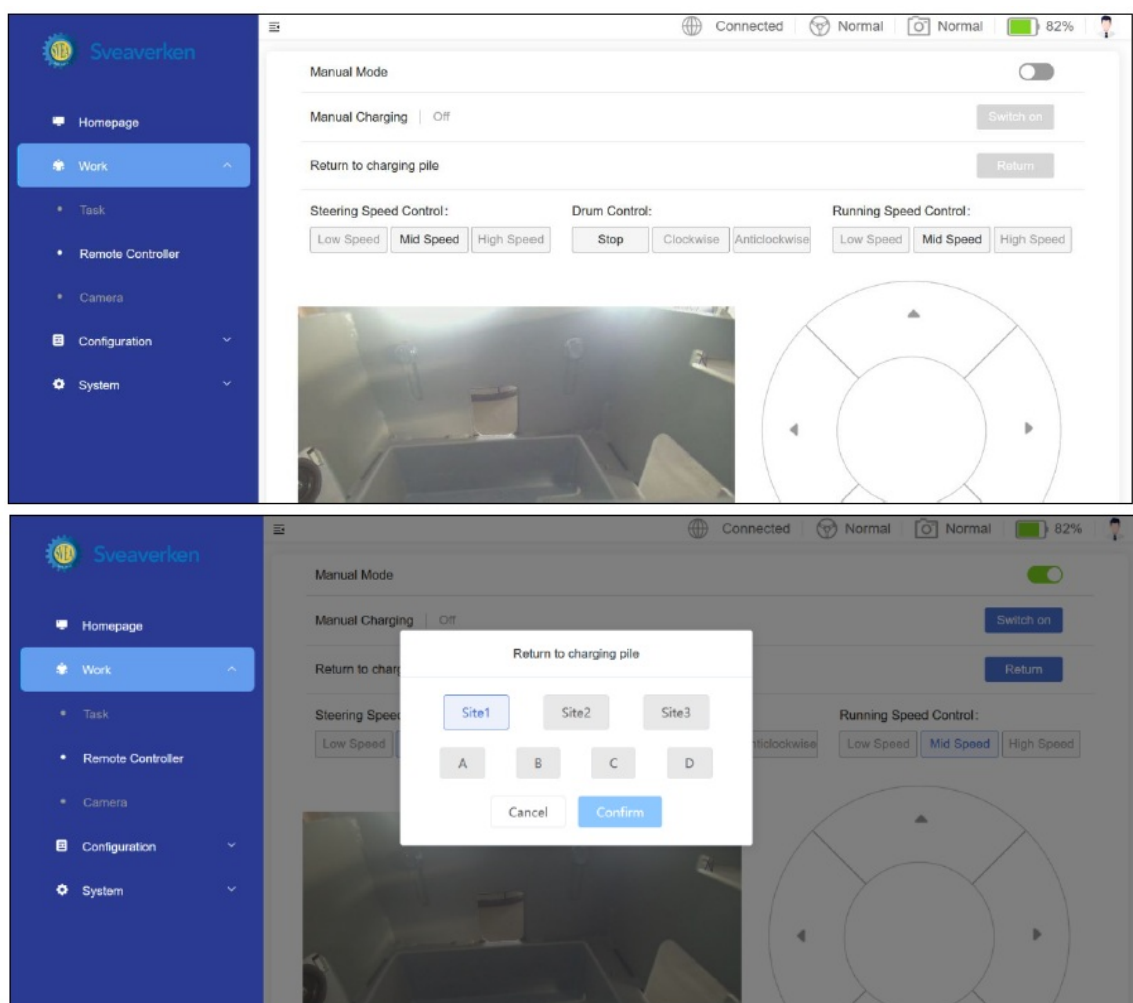 Connected Normal Normal 82%
SVEA Sveaverken
Manual Mode
Manual Charging | Off Switch on
Homepage
Work
Return to charging pile Return
Task
Steering Speed Control: Drum Control: Running Speed Control:
Low Speed Mid Speed High Speed Stop Clockwise Anticlockwise Low Speed Mid Speed High Speed
Remote Controller
Camera
Configuration
System
Connected Normal Normal 82%
SVEA Sveaverken
Manual Mode
Manual Charging | Off Switch on
Homepage
Return to charging pile
Work
Return to charg Return
Task
Site1 Site2 Site3
Steering Speed Running Speed Control:
Low Speed nticlockwise Low Speed Mid Speed High Speed
Remote Controller
A B C D
Camera
Cancel Confirm
Configuration
System